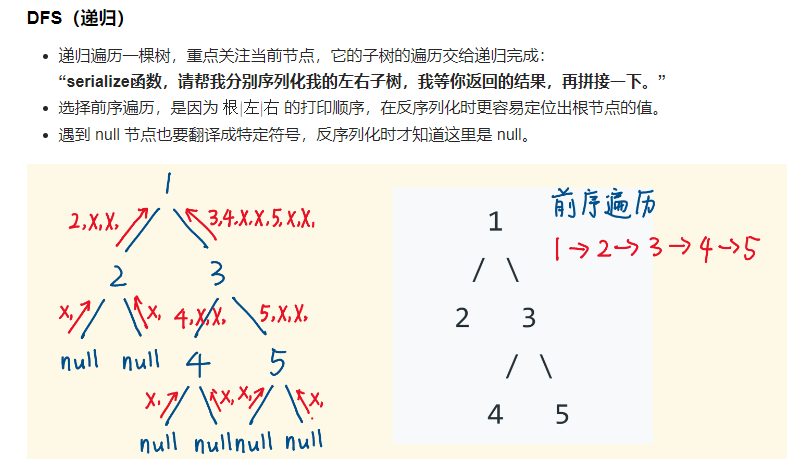 DFS（递归）
递归遍历一棵树，重点关注当前节点，它的子树的遍历交给递归完成：
“serialize函数，请帮我分别序列化我的左右子树，我等你返回的结果，再拼接一下。”
选择前序遍历，是因为 根|左|右 的打印顺序，在反序列化时更容易定位出根节点的值。
遇到 null 节点也要翻译成特定符号，反序列化时才知道这里是 null。
1
2,X,X,
3,4,X,X,5,X,X,
2
3
X,
X,
4,X,X,
5,X,X,
null
null
4
5
X,
X,
X,
X,
null
null
null
null
1
2
3
4
5
前序遍历
1→2→3→4→5